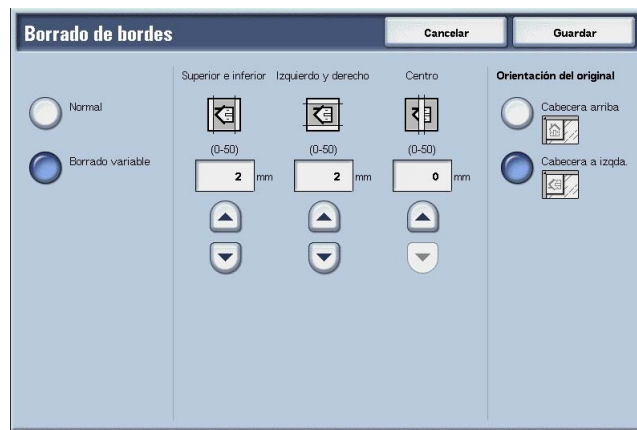 Borrado de bordes
Cancelar
Guardar
Normal
Borrado variable
Superior e inferior
(0-50)
2 mm
Izquierdo y derecho
(0-50)
2 mm
Centro
(0-50)
0 mm
Orientación del original
Cabecera arriba
Cabecera a izqda.